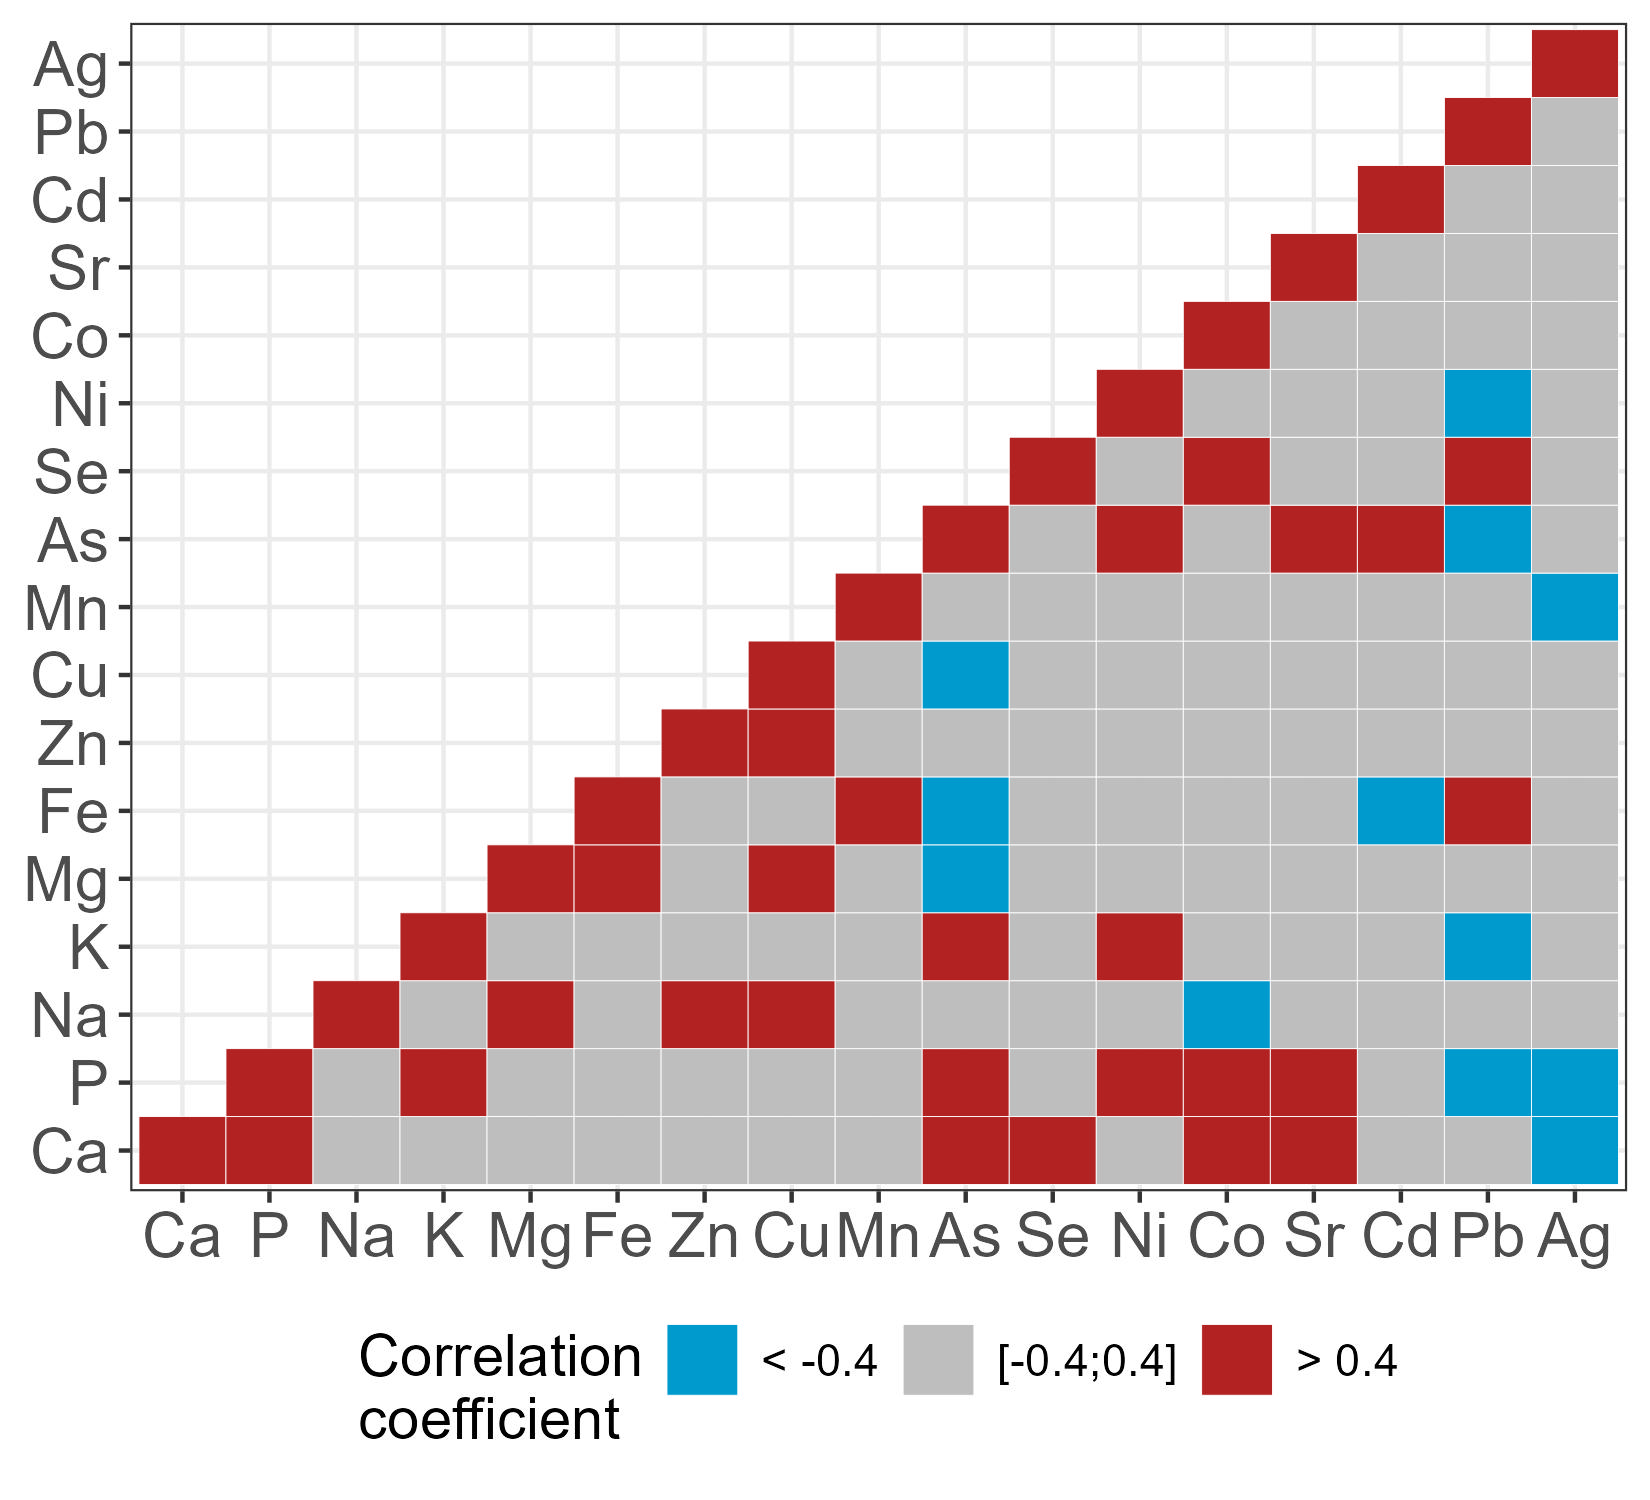 Ag
Pb
Cd
Sr
Co
Ni
Se
As
Mn
Cu
Zn
Fe
Mg
K
Na
P
Ca
Ca P Na K Mg Fe Zn Cu Mn As Se Ni Co Sr Cd Pb Ag
Correlation < -0.4 [-0.4;0.4] > 0.4
coefficient